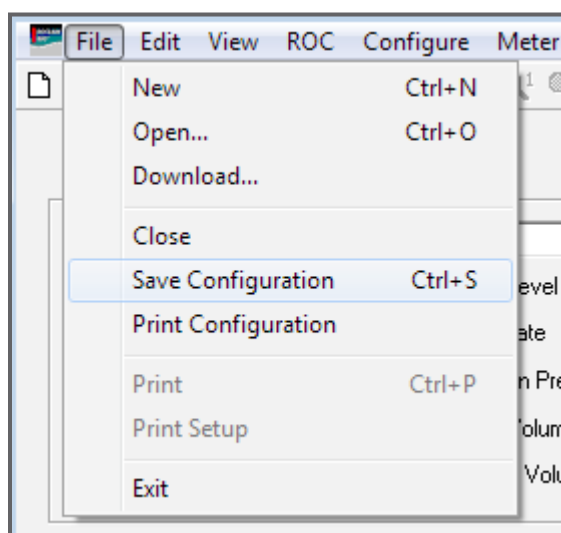 File Edit View ROC Configure Meter
New Ctrl+N
Open... Ctrl+O
Download...
Close
Save Configuration Ctrl+S
Print Configuration
Print Ctrl+P
Print Setup
Exit